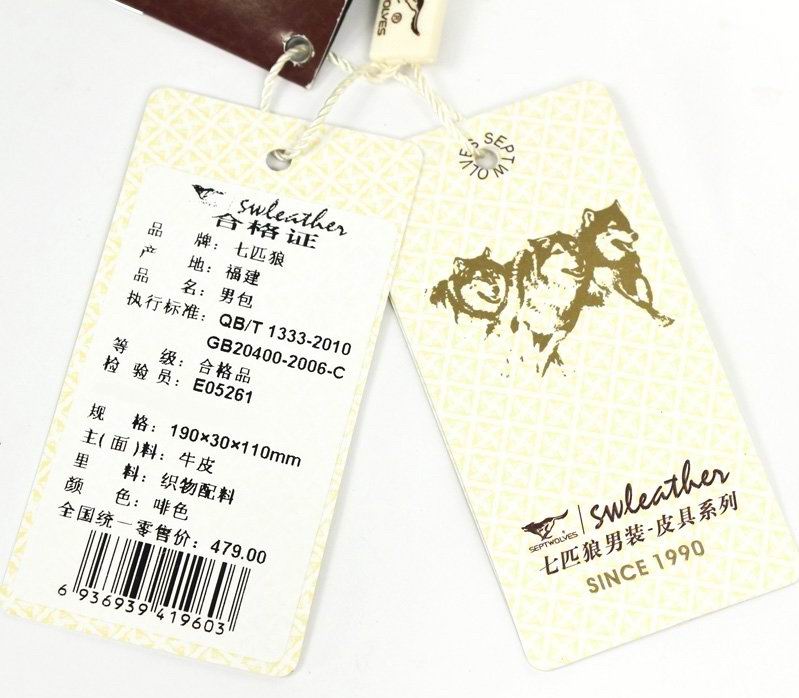 SEPTWOLVES
®
SEPTWOLVES
swleather
合格证
品 牌: 七匹狼
产 地: 福建
品 名: 男包
执行标准: QB/T 1333-2010
GB20400-2006-C
等 级: 合格品
检 验 员: E05261
规 格: 190×30×110mm
主(面)料: 牛皮
里 料: 织物配料
颜 色: 啡色
全国统一零售价: 479.00
6 936939 419603
SEPTWOLVES
swleather
七匹狼男装-皮具系列
SINCE 1990